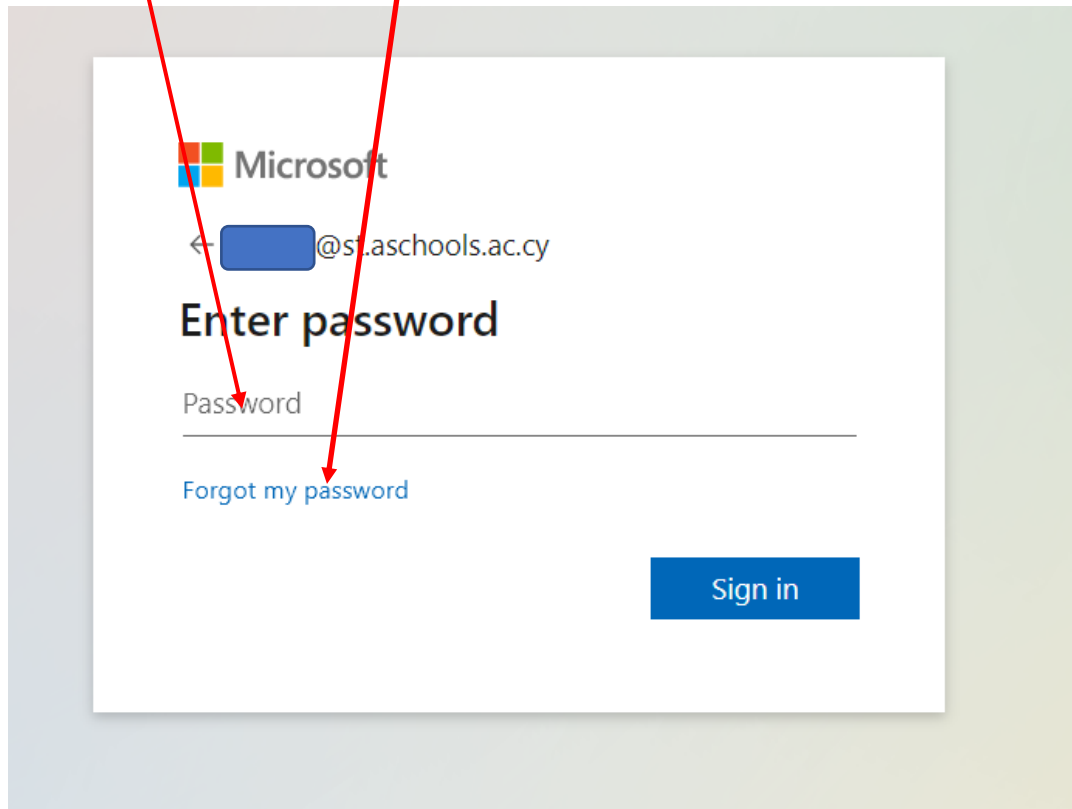 Microsoft
← @st.aschools.ac.cy
Enter password
Password
Forgot my password
Sign in